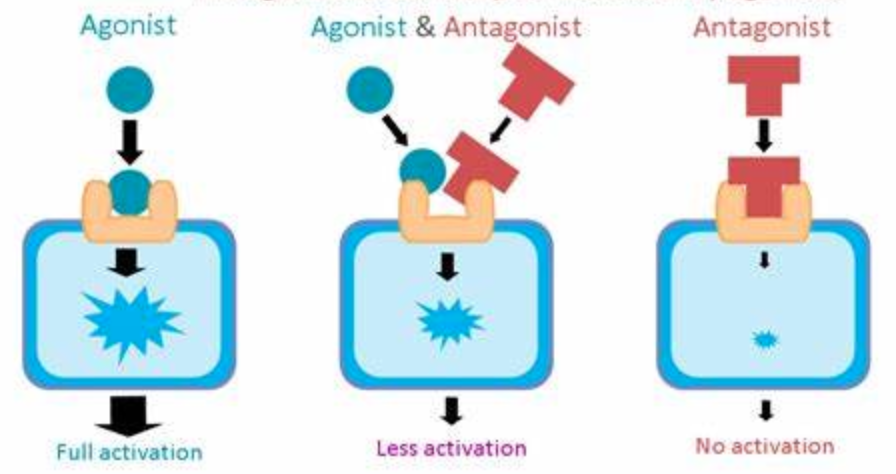 Agonist
Agonist & Antagonist
Antagonist
Full activation
Less activation
No activation